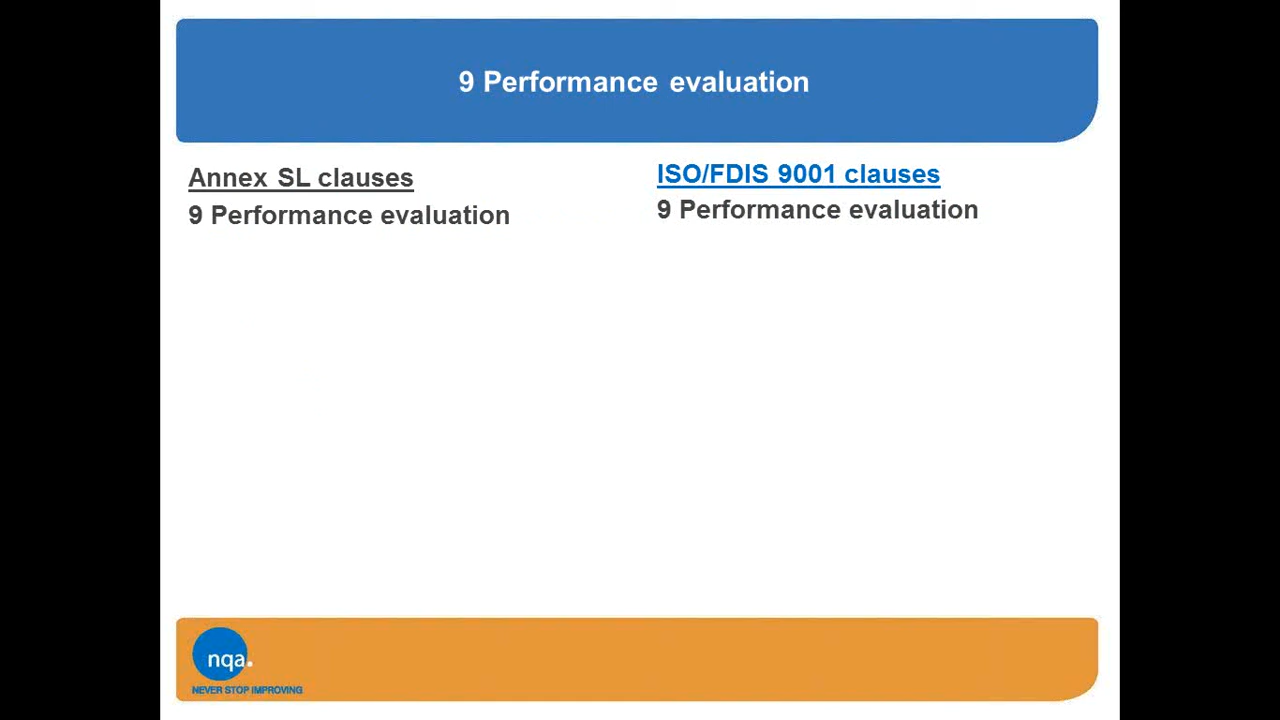 9 Performance evaluation
Annex SL clauses
9 Performance evaluation
ISO/FDIS 9001 clauses
9 Performance evaluation
nqa.
NEVER STOP IMPROVING